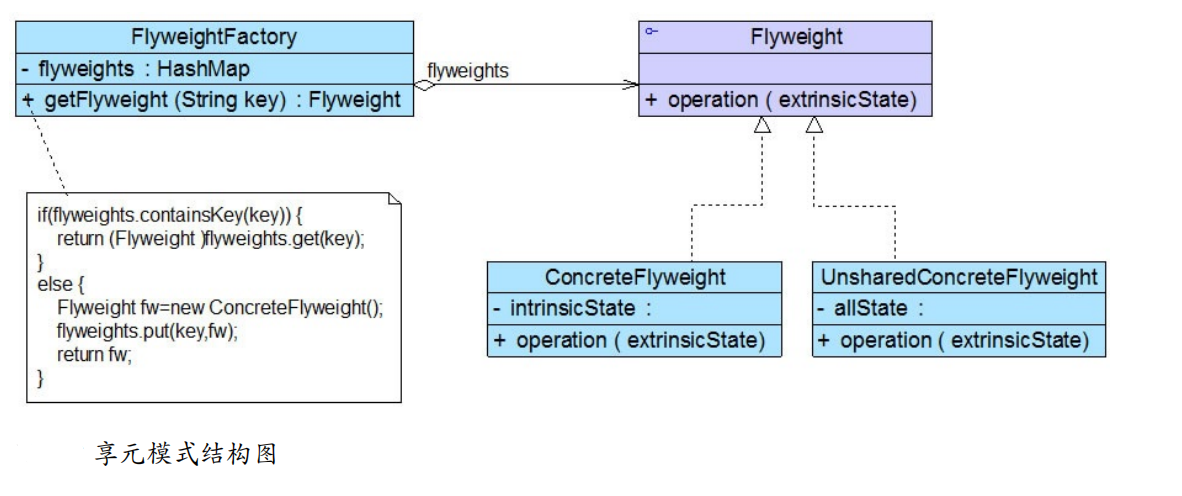 FlyweightFactory
- flyweights : HashMap
+ getFlyweight (String key) : Flyweight
flyweights
Flyweight
+ operation ( extrinsicState)
if(flyweights.containsKey(key)) {
return (Flyweight )flyweights.get(key);
}
else {
Flyweight fw=new ConcreteFlyweight();
flyweights.put(key,fw);
return fw;
}
ConcreteFlyweight
- intrinsicState :
+ operation ( extrinsicState)
UnsharedConcreteFlyweight
- allState :
+ operation ( extrinsicState)
享元模式结构图